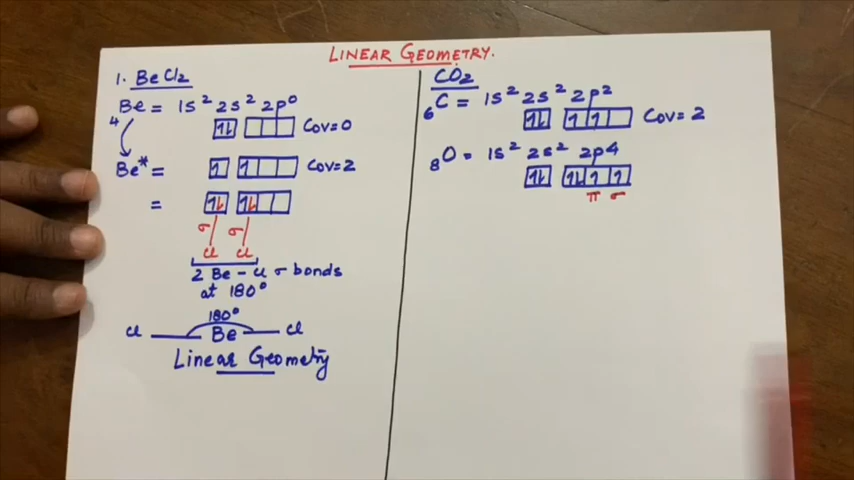 LINEAR GEOMETRY.
1. BeCl2
Be = 1s² 2s² 2p⁰
4
↑↓ Cov=0
Be* = ↑ ↑ Cov=2
= ↑↓ ↑↓
σ σ
Cl Cl
2 Be - Cl σ bonds
at 180°
180°
Cl Be Cl
Linear Geometry
CO2
₆C = 1s² 2s² 2p²
↑↓ ↑ ↑ Cov=2
₈O = 1s² 2s² 2p4
↑↓ ↑↓ ↑ ↑
π σ